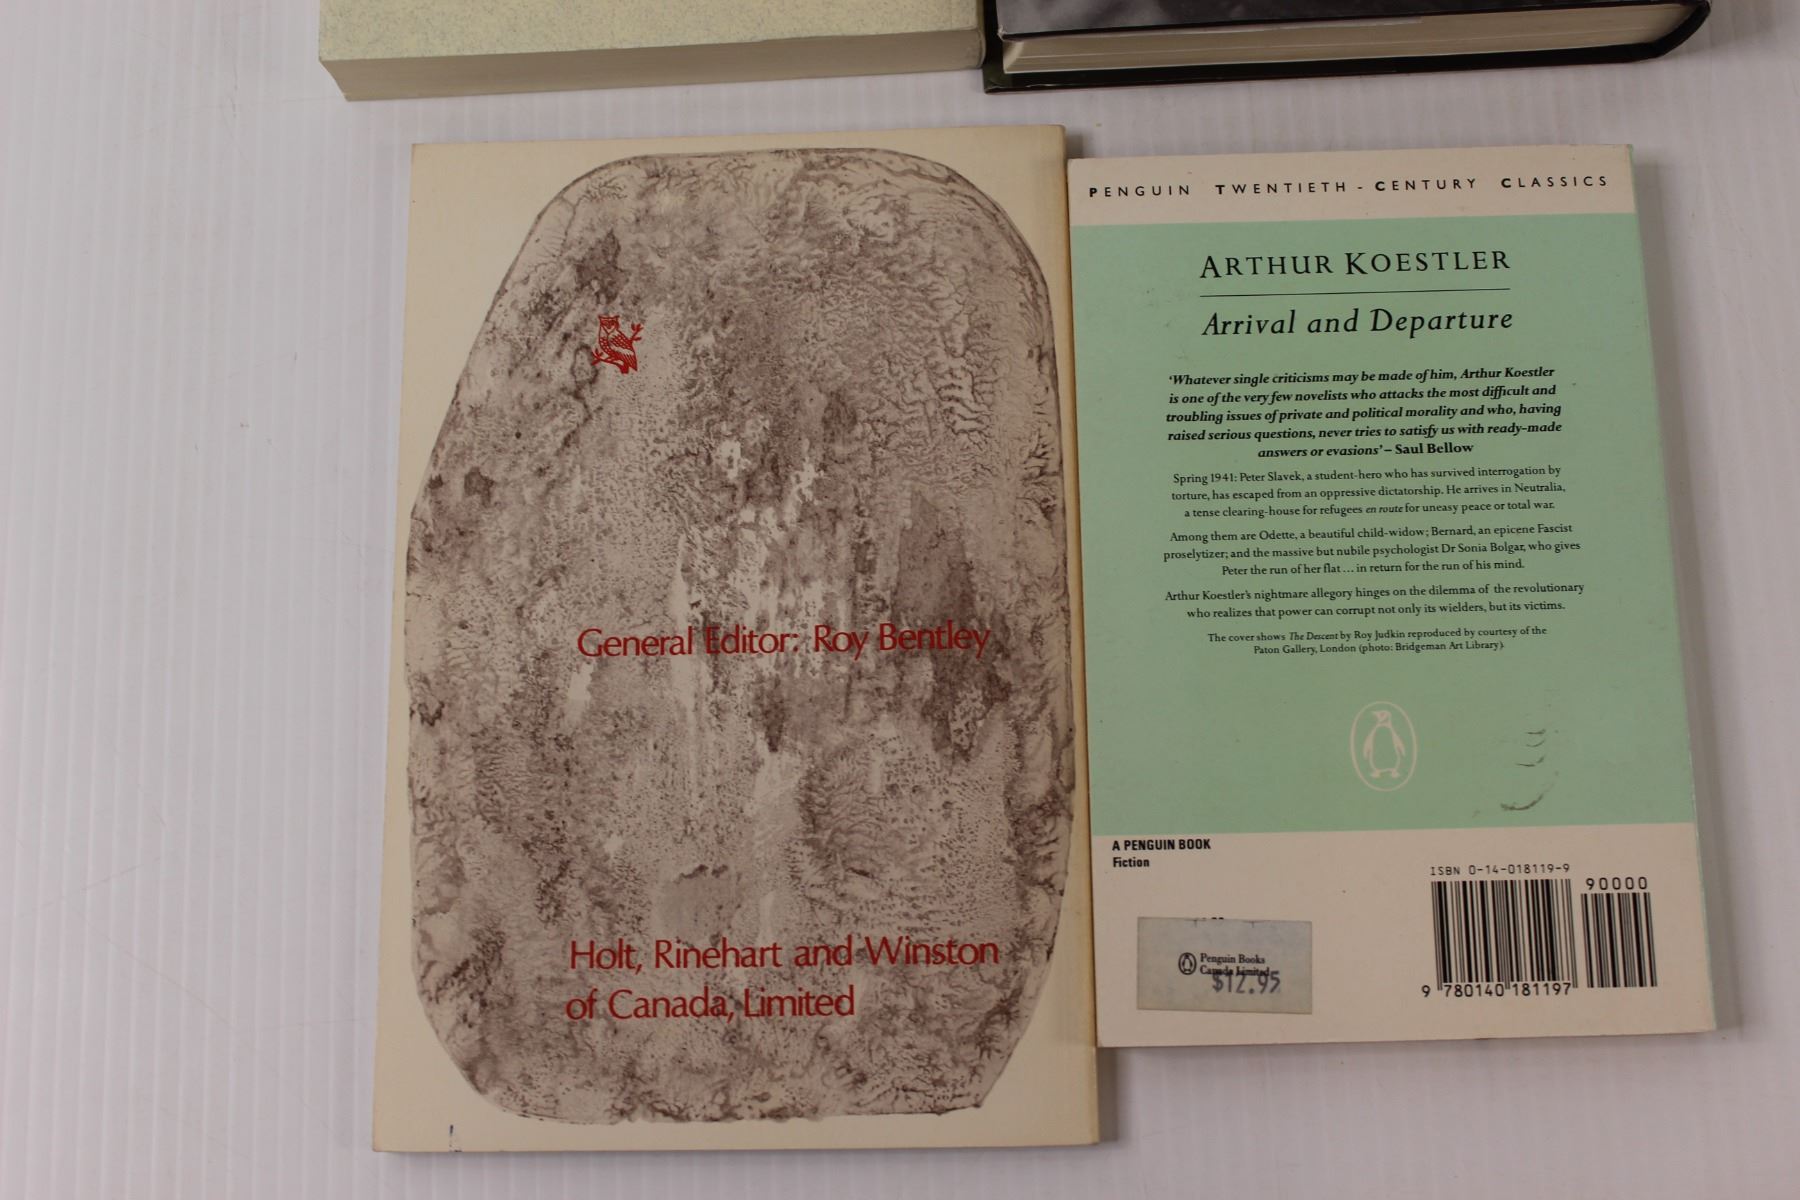 General Editor: Roy Bentley
Holt, Rinehart and Winston
of Canada, Limited
PENGUIN TWENTIETH-CENTURY CLASSICS
ARTHUR KOESTLER
Arrival and Departure
‘Whatever single criticisms may be made of him, Arthur Koestler
is one of the very few novelists who attacks the most difficult and
troubling issues of private and political morality and who, having
raised serious questions, never tries to satisfy us with ready-made
answers or evasions’ – Saul Bellow
Spring 1941: Peter Slavek, a student-hero who has survived interrogation by
torture, has escaped from an oppressive dictatorship. He arrives in Neutralia,
a tense clearing-house for refugees en route for uneasy peace or total war.
Among them are Odette, a beautiful child-widow; Bernard, an epicene Fascist
proselytizer; and the massive but nubile psychologist Dr Sonia Bolgar, who gives
Peter the run of her flat ... in return for the run of his mind.
Arthur Koestler's nightmare allegory hinges on the dilemma of the revolutionary
who realizes that power can corrupt not only its wielders, but its victims.
The cover shows The Descent by Roy Judkin reproduced by courtesy of the
Paton Gallery, London (photo: Bridgeman Art Library)
A PENGUIN BOOK
Fiction
Penguin Books
Canada Limited
$12.95
ISBN 0-14-018119-9
90000
9 780140 181197